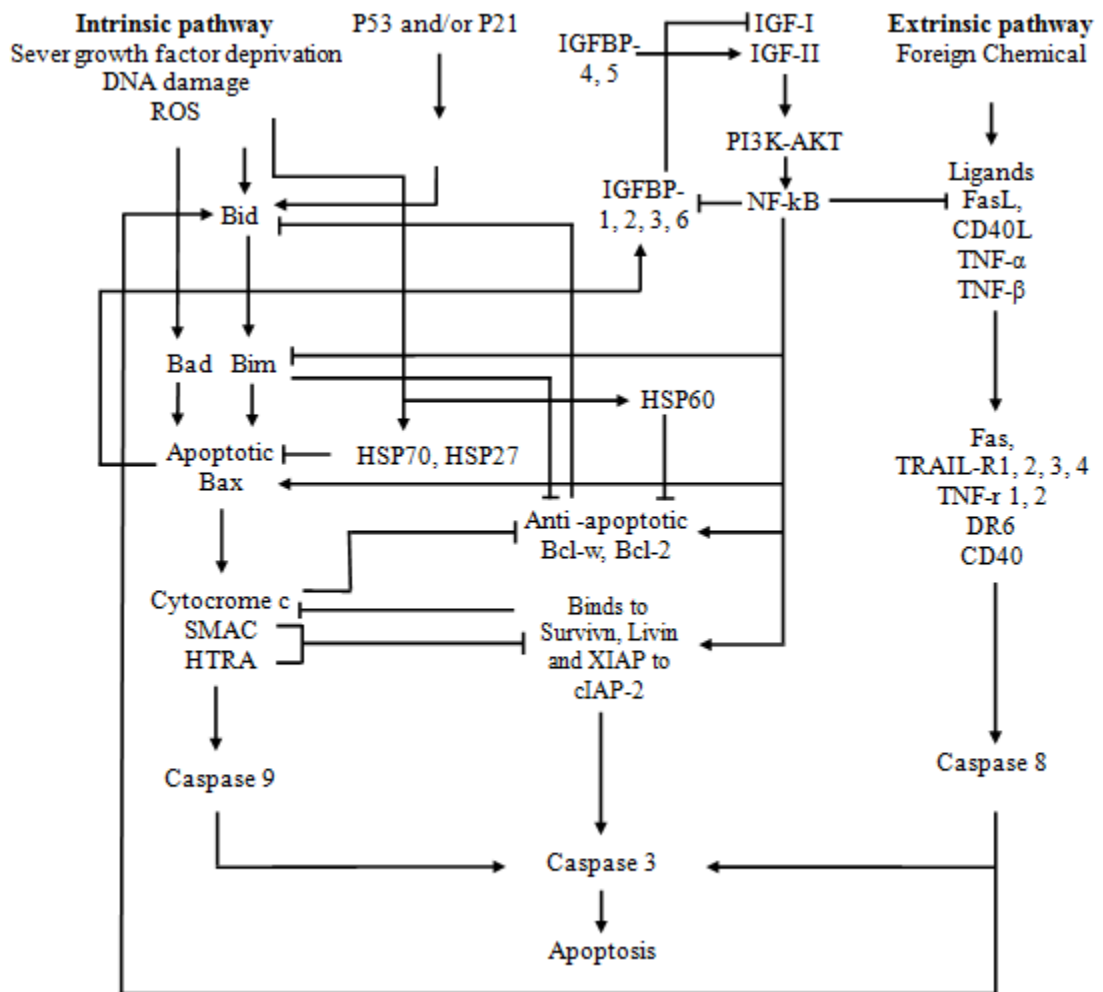 Intrinsic pathway
Sever growth factor deprivation
DNA damage
ROS
P53 and/or P21
IGFBP-
4, 5
IGF-I
IGF-II
Extrinsic pathway
Foreign Chemical
PI3K-AKT
NF-kB
IGFBP-
1, 2, 3, 6
Ligands
FasL,
CD40L
TNF-α
TNF-β
Bid
Bad
Bim
HSP60
Apoptotic
Bax
HSP70, HSP27
Fas,
TRAIL-R1, 2, 3, 4
TNF-r 1, 2
DR6
CD40
Anti -apoptotic
Bcl-w, Bcl-2
Cytocrome c
SMAC
HTRA
Binds to
Survivn, Livin
and XIAP to
cIAP-2
Caspase 9
Caspase 8
Caspase 3
Apoptosis